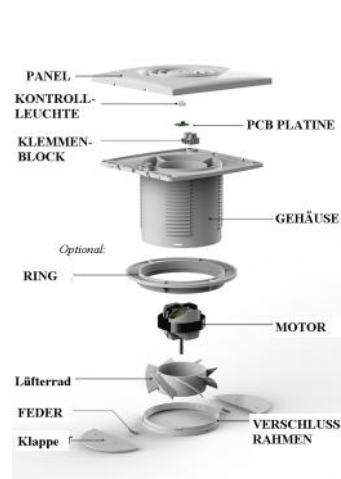 PANEL
KONTROLL-
LEUCHTE
PCB PLATINE
KLEMMEN-
BLOCK
GEHÄUSE
Optional:
RING
MOTOR
Lüfterrad
FEDER
VERSCHLUSS
RAHMEN
Klappe